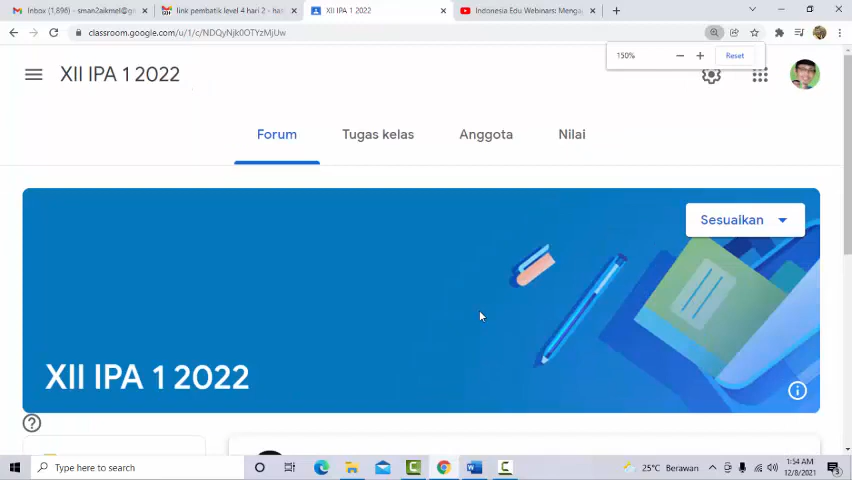 Inbox (1,896) - sman2aikmel@g
link pembatik level 4 hari 2 - has
XII IPA 1 2022
Indonesia Edu Webinars: Menga
classroom.google.com/u/1/c/NDQyNjk0OTYzMjUw
150%
Reset
XII IPA 1 2022
Forum
Tugas kelas
Anggota
Nilai
Sesuaikan
XII IPA 1 2022
Type here to search
25°C Berawan
1:54 AM
12/8/2021